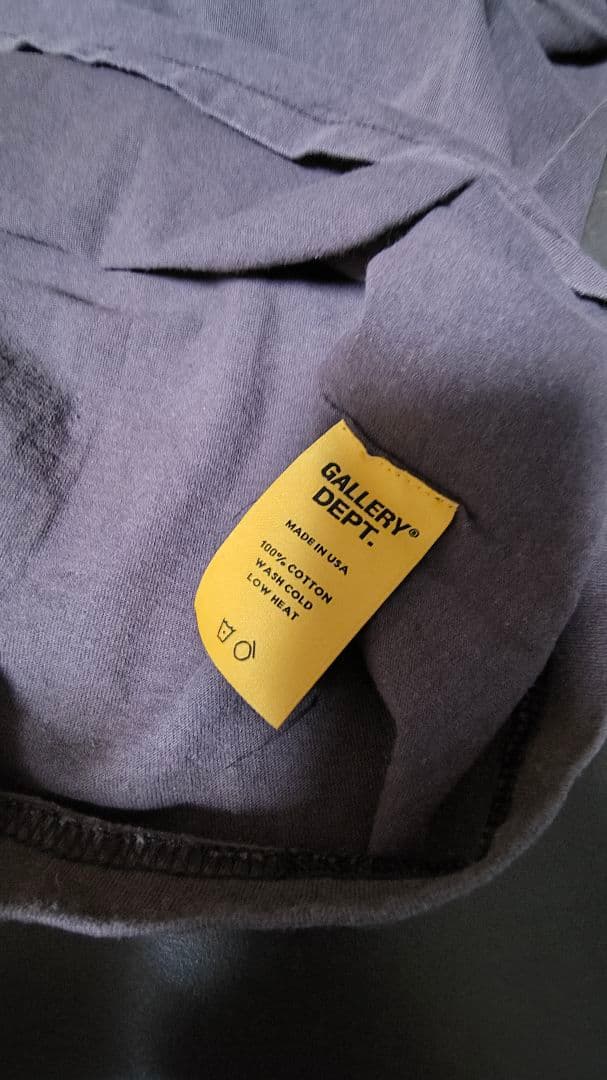 GALLERY®
DEPT.
MADE IN USA
100% COTTON
WASH COLD
LOW HEAT